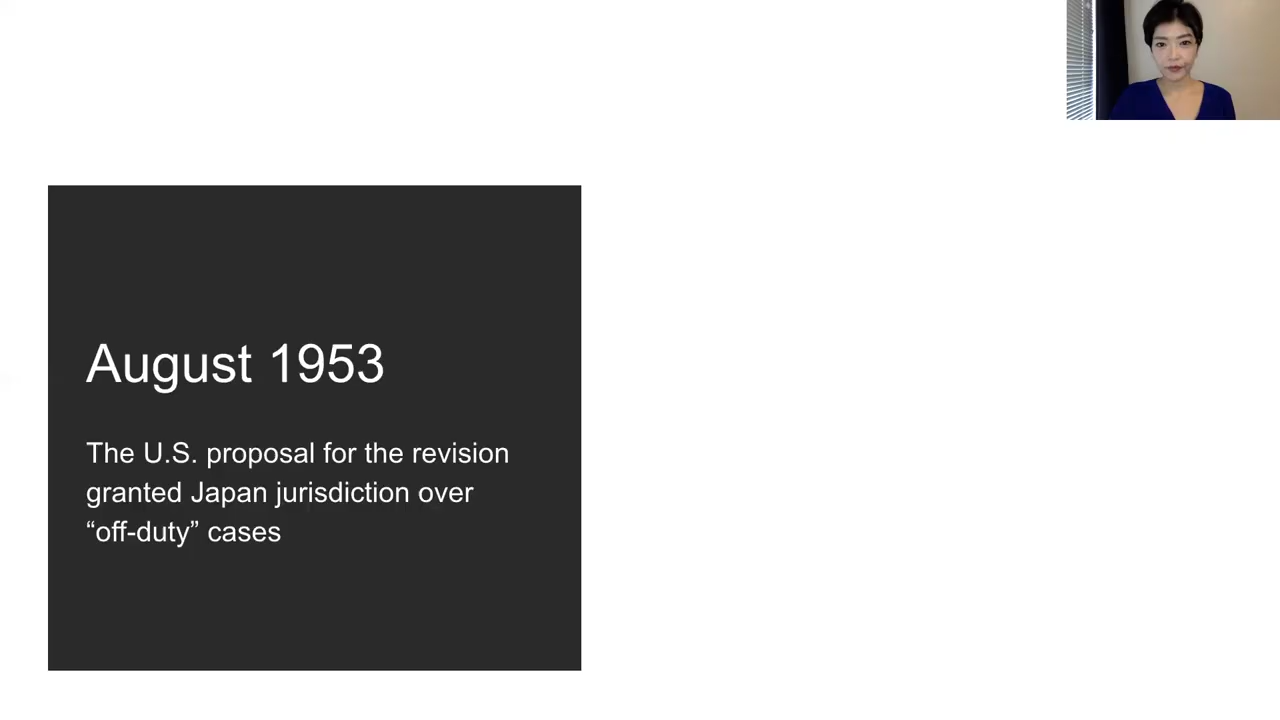 August 1953
The U.S. proposal for the revision
granted Japan jurisdiction over
“off-duty” cases